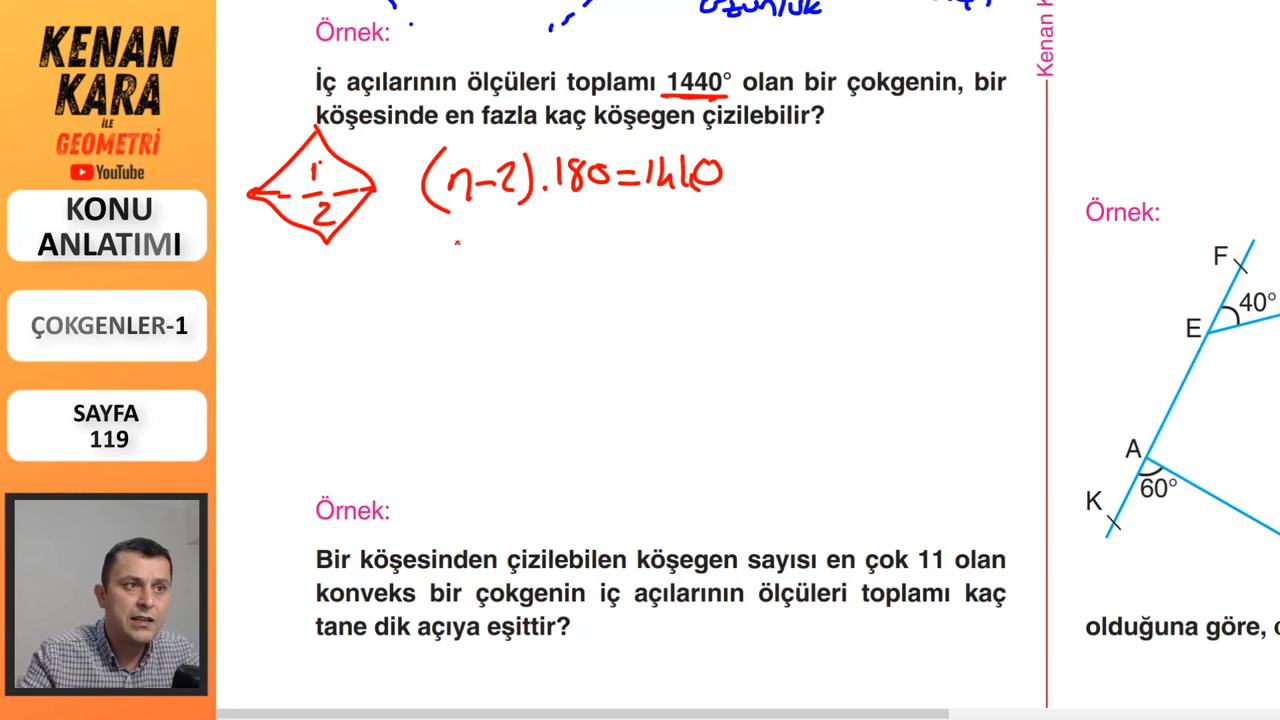 KENAN
KARA
İLE
GEOMETRİ
YouTube
KONU
ANLATIMI
ÇOKGENLER-1
SAYFA
119
Uzunluk
Örnek:
İç açılarının ölçüleri toplamı 1440° olan bir çokgenin, bir
köşesinde en fazla kaç köşegen çizilebilir?
1
2
(n-2).180=1440
Örnek:
Bir köşesinden çizilebilen köşegen sayısı en çok 11 olan
konveks bir çokgenin iç açılarının ölçüleri toplamı kaç
tane dik açıya eşittir?
Kenan K
Örnek:
F
40°
E
A
60°
K
olduğuna göre,